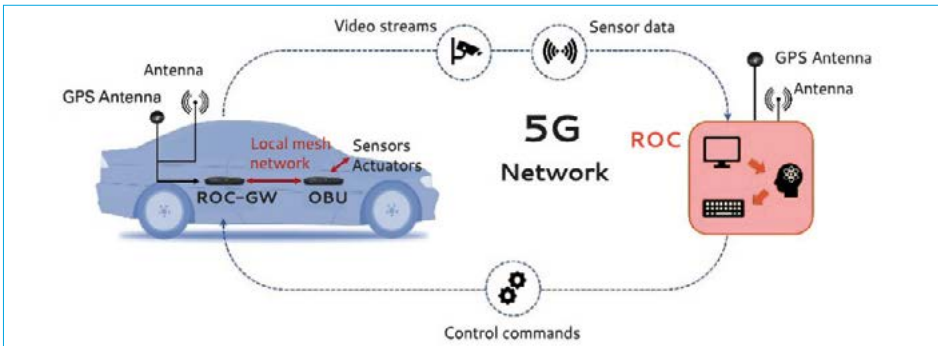 Video streams
Sensor data
Antenna
GPS Antenna
GPS Antenna
Antenna
5G
Network
ROC
Local mesh
network
Sensors
Actuators
ROC-GW
OBU
Control commands